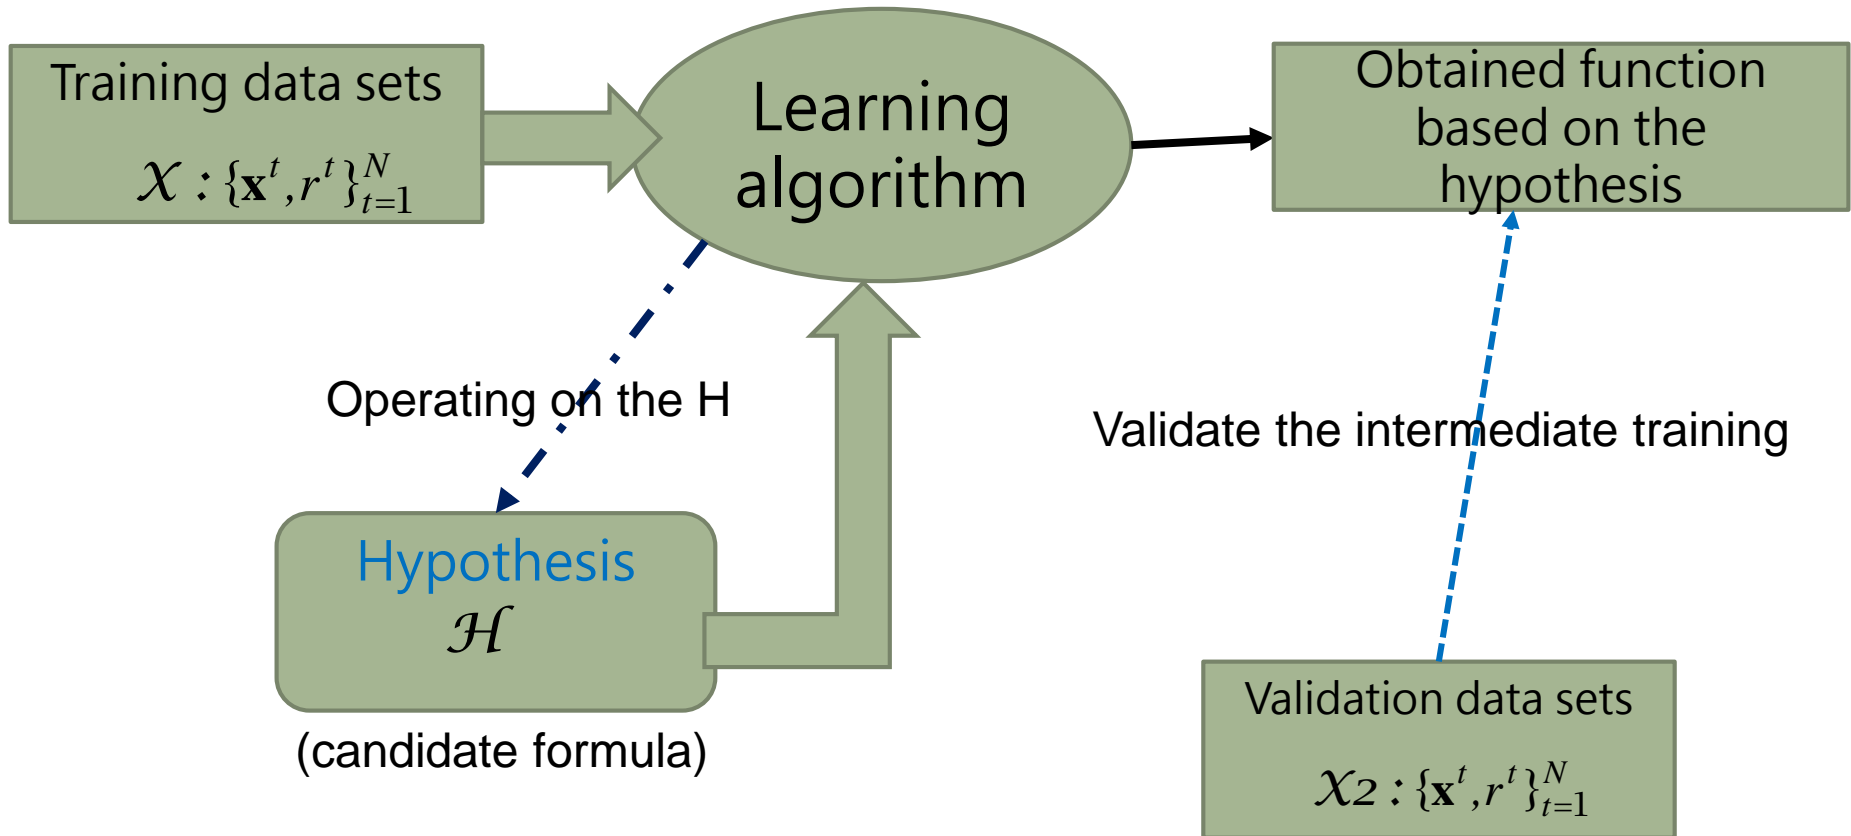 Training data sets
𝒳 : {𝐱ᵗ, rᵗ}ᴺₜ₌₁
Learning
algorithm
Obtained function
based on the
hypothesis
Operating on the H
Validate the intermediate training
Hypothesis
ℋ
(candidate formula)
Validation data sets
𝒳2 : {𝐱ᵗ, rᵗ}ᴺₜ₌₁